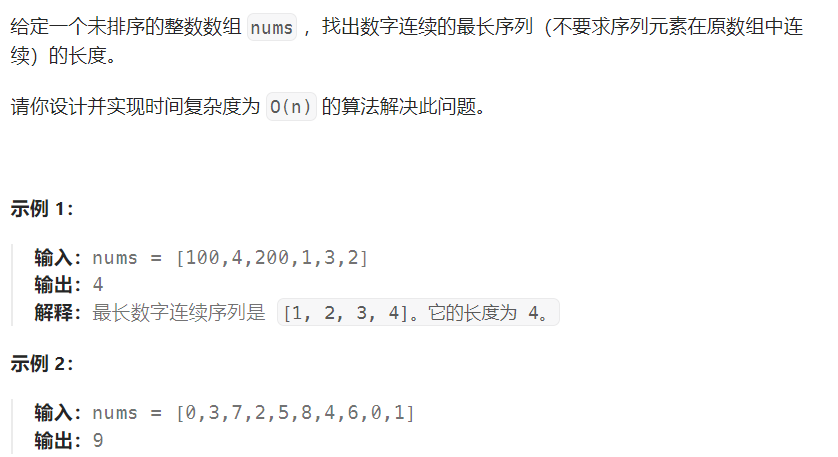 给定一个未排序的整数数组 nums ，找出数字连续的最长序列（不要求序列元素在原数组中连
续）的长度。
请你设计并实现时间复杂度为 O(n) 的算法解决此问题。
示例 1：
输入：nums = [100,4,200,1,3,2]
输出：4
解释：最长数字连续序列是 [1, 2, 3, 4]。它的长度为 4。
示例 2：
输入：nums = [0,3,7,2,5,8,4,6,0,1]
输出：9